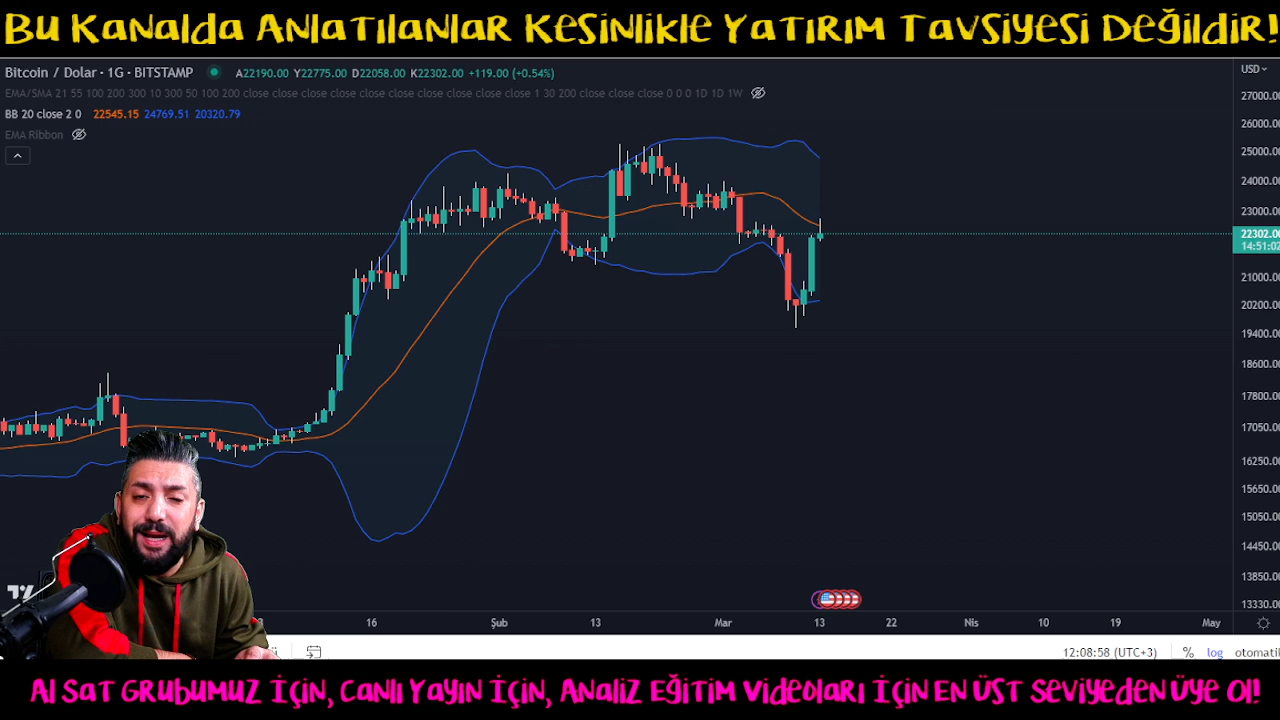 Bu Kanalda Anlatılanlar Kesinlikle Yatırım Tavsiyesi Değildir!
Bitcoin / Dolar · 1G · BITSTAMP A22190.00 Y22775.00 D22058.00 K22302.00 +119.00 (+0.54%)
USD
EMA/SMA 21 55 100 200 300 10 300 50 100 200 close close close close close close close close close close close 1 30 200 close close close 0 0 0 1D 1D 1W
BB 20 close 2 0 22545.15 24769.51 20320.79
EMA Ribbon
27000.00
26000.00
25000.00
24000.00
23000.00
22302.00
14:51:02
21000.00
20200.00
19400.00
18600.00
17800.00
17050.00
16250.00
15650.00
15050.00
14450.00
13850.00
13330.00
16 Şub 13 Mar 13 22 Nis 10 19 May
12:08:58 (UTC+3) % log otomatik
Al Sat Grubumuz İçin, Canlı Yayın İçin, Analiz Eğitim Videoları İçin En Üst Seviyeden Üye Ol!